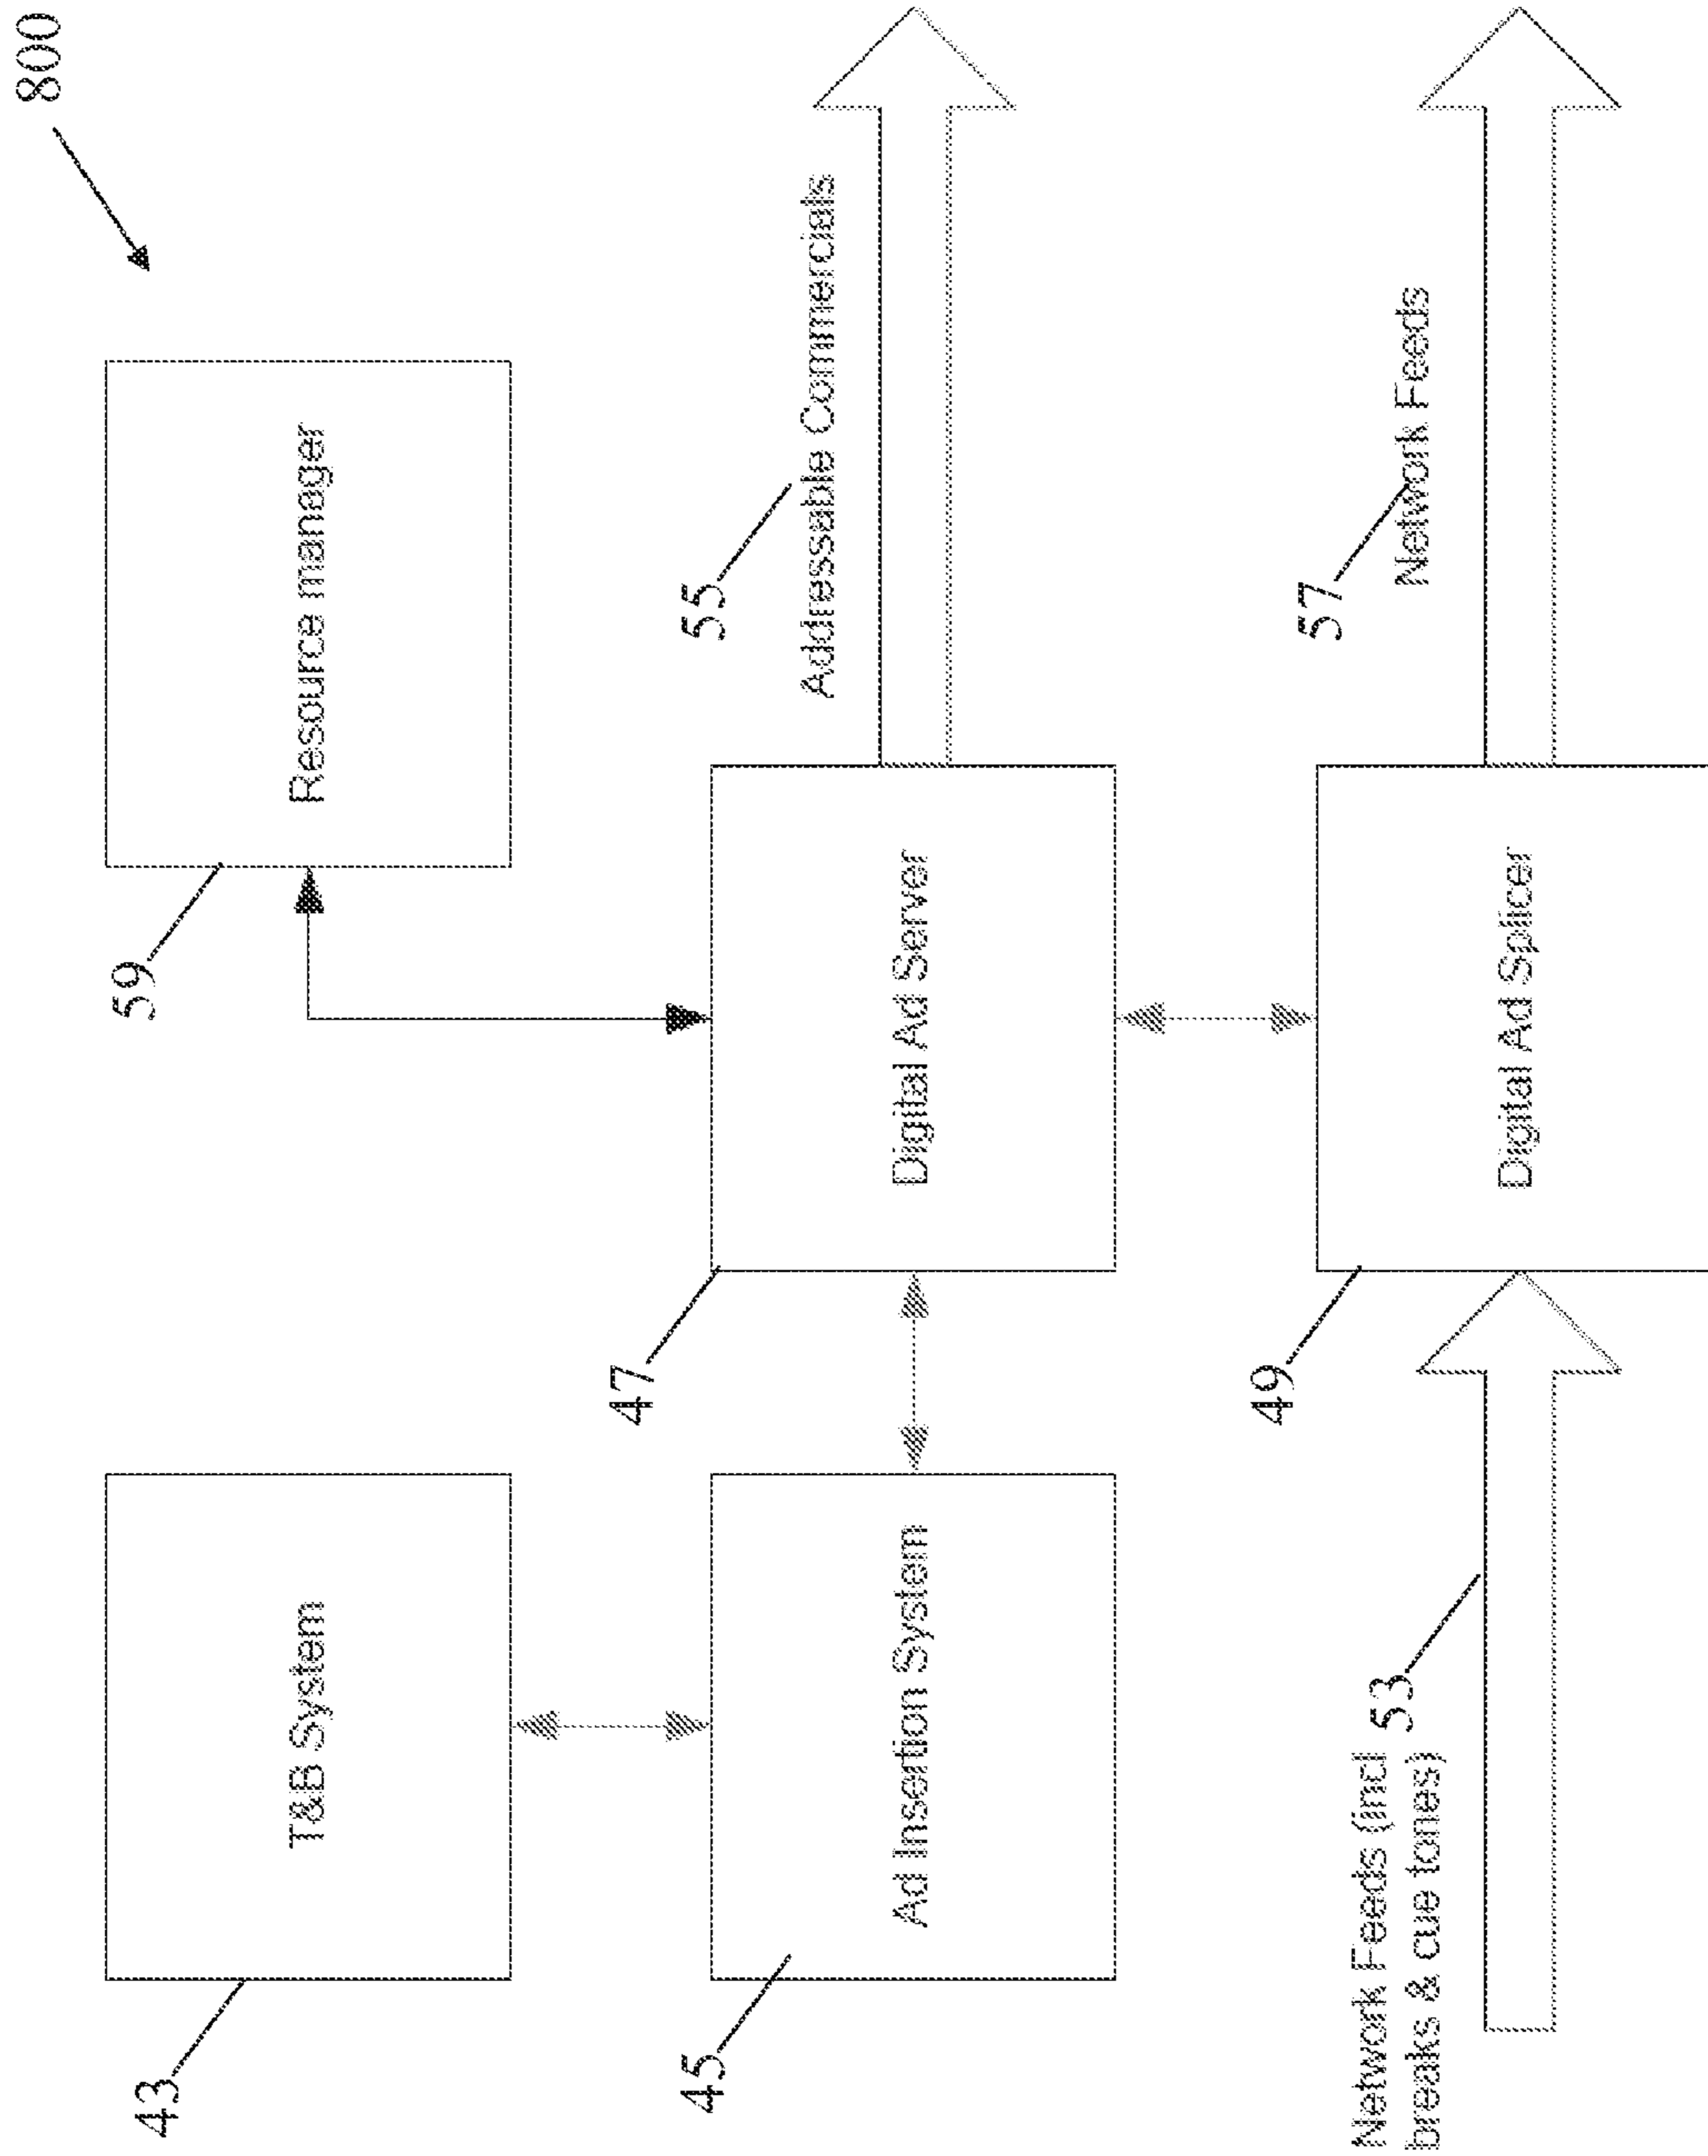 800
T&B System
43
Resource manager
59
Ad Insertion System
45
Digital Ad Server
47
55
Addressable Commercials
Network Feeds (incl
breaks & cue tones)
53
Digital Ad Splicer
49
57
Network Feeds